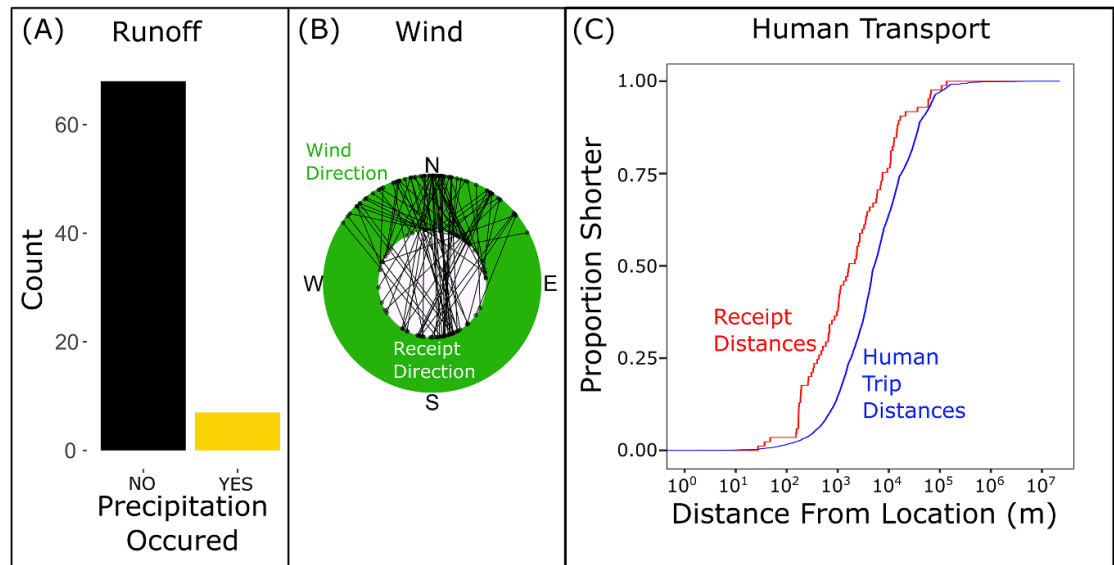 (A) Runoff
60
40
20
0
Count
NO YES
Precipitation
Occured
(B) Wind
Wind
Direction
N
W
E
S
Receipt
Direction
(C) Human Transport
1.00
0.75
0.50
0.25
0.00
Proportion Shorter
Receipt
Distances
Human
Trip
Distances
10⁰ 10¹ 10² 10³ 10⁴ 10⁵ 10⁶ 10⁷
Distance From Location (m)